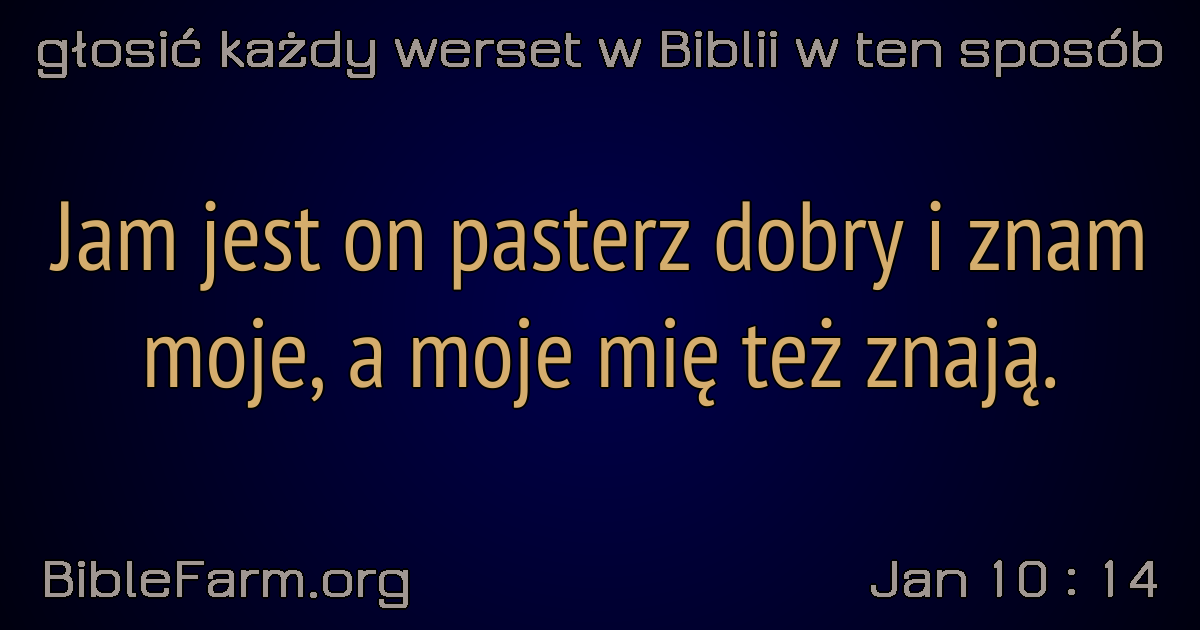 głosić każdy werset w Biblii w ten sposób
Jam jest on pasterz dobry i znam
moje, a moje mię też znają.
BibleFarm.org
Jan 10 : 14